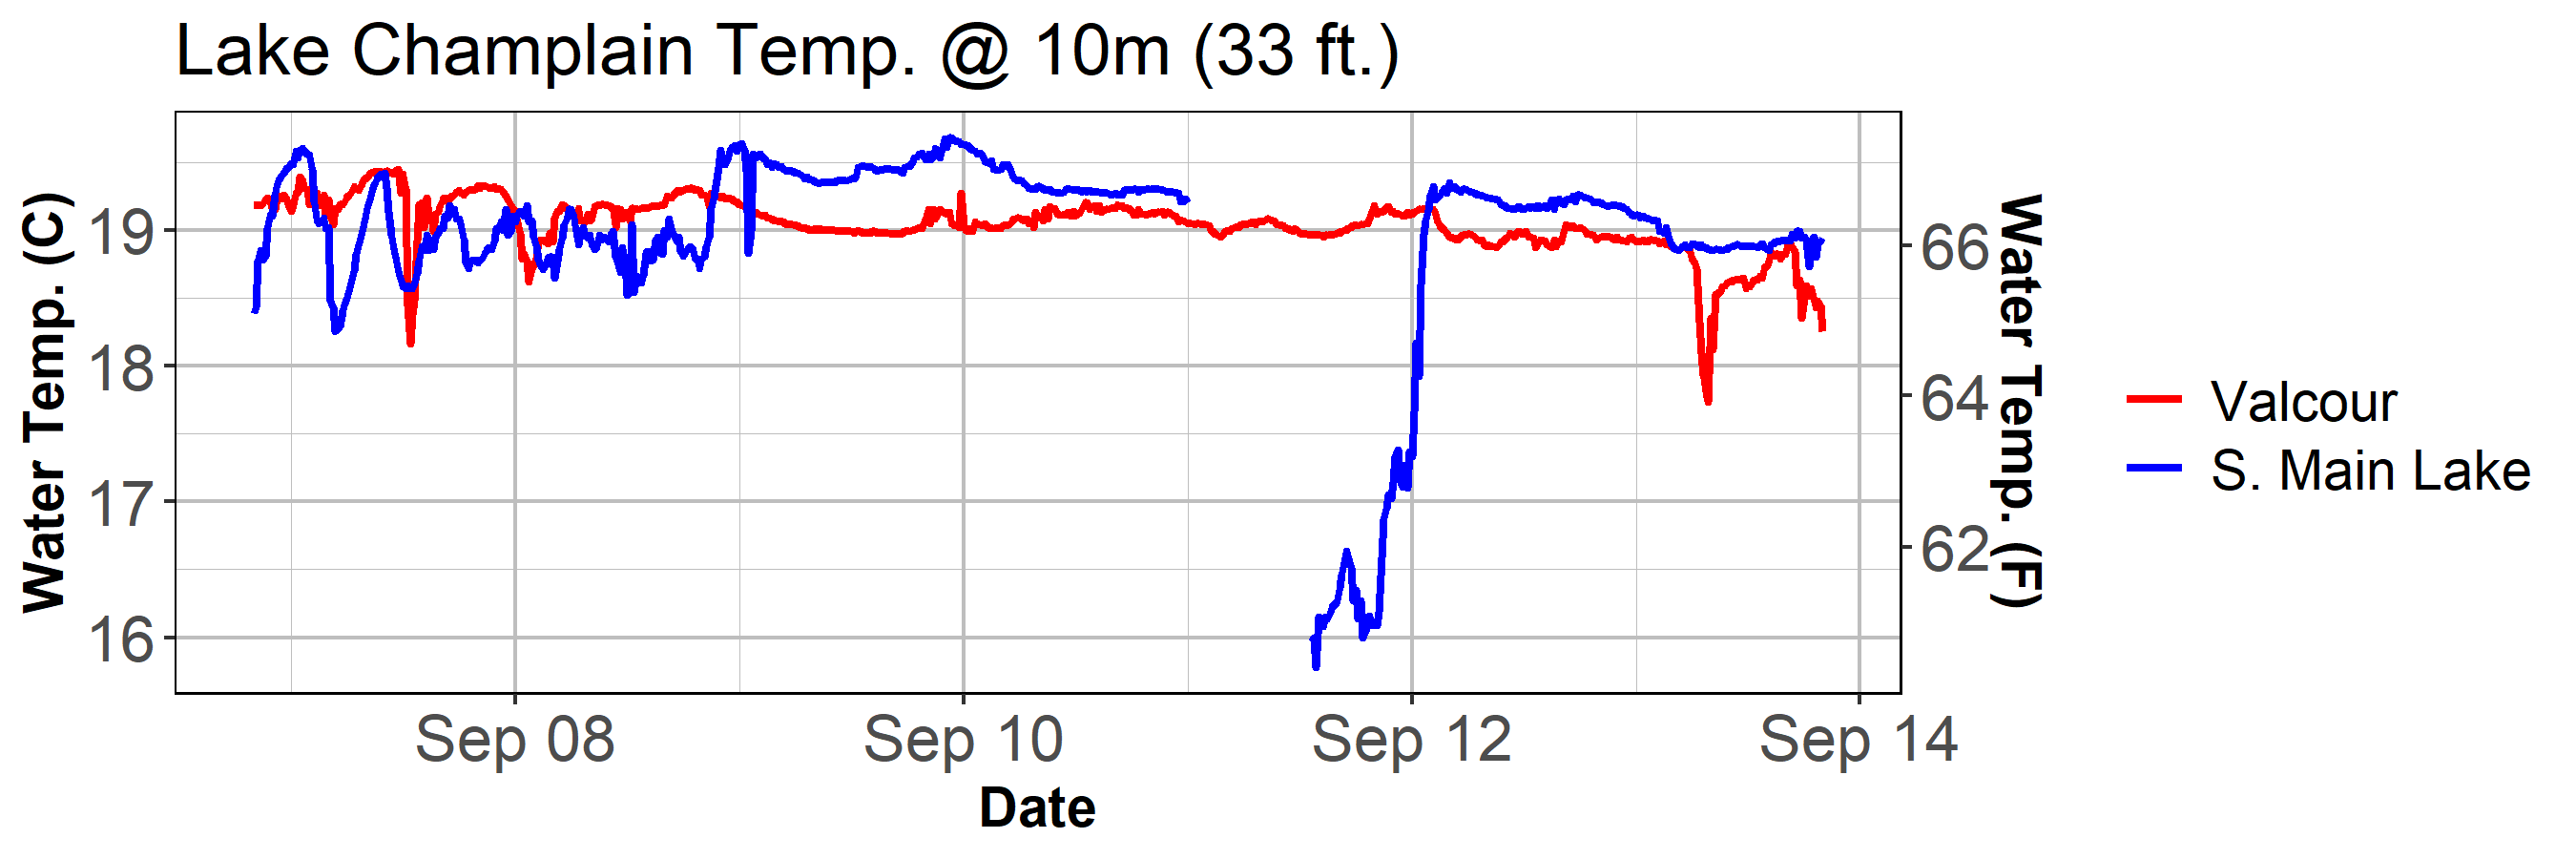 Lake Champlain Temp. @ 10m (33 ft.)
Water Temp. (C)
19
18
17
16
66
64
62
Water Temp. (F)
Sep 08
Sep 10
Sep 12
Sep 14
Date
Valcour
S. Main Lake